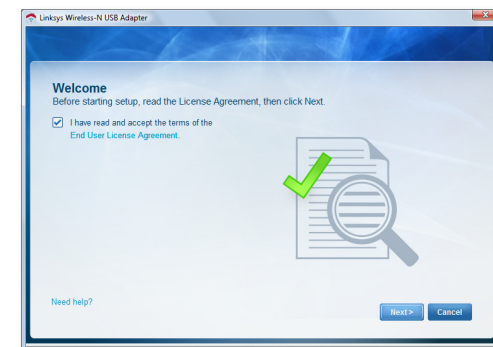 Linksys Wireless-N USB Adapter
Welcome
Before starting setup, read the License Agreement, then click Next.
I have read and accept the terms of the
End User License Agreement.
Need help?
Next >
Cancel